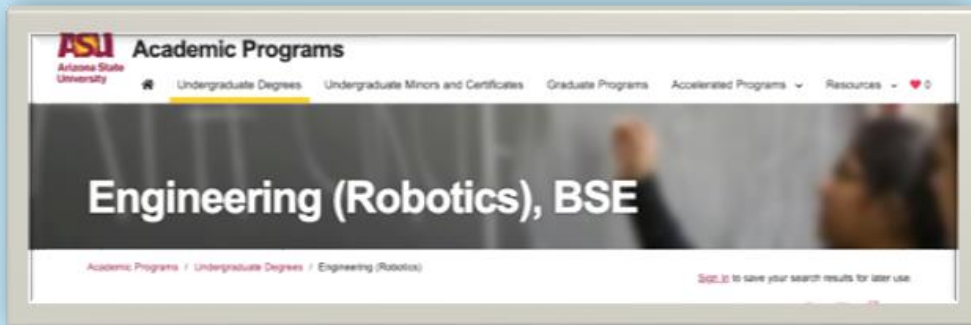 ASU
Arizona State
University
Academic Programs
Undergraduate Degrees Undergraduate Minors and Certificates Graduate Programs Accelerated Programs Resources 0
Engineering (Robotics), BSE
Academic Programs / Undergraduate Degrees / Engineering (Robotics)
Sign In to save your search results for later use.